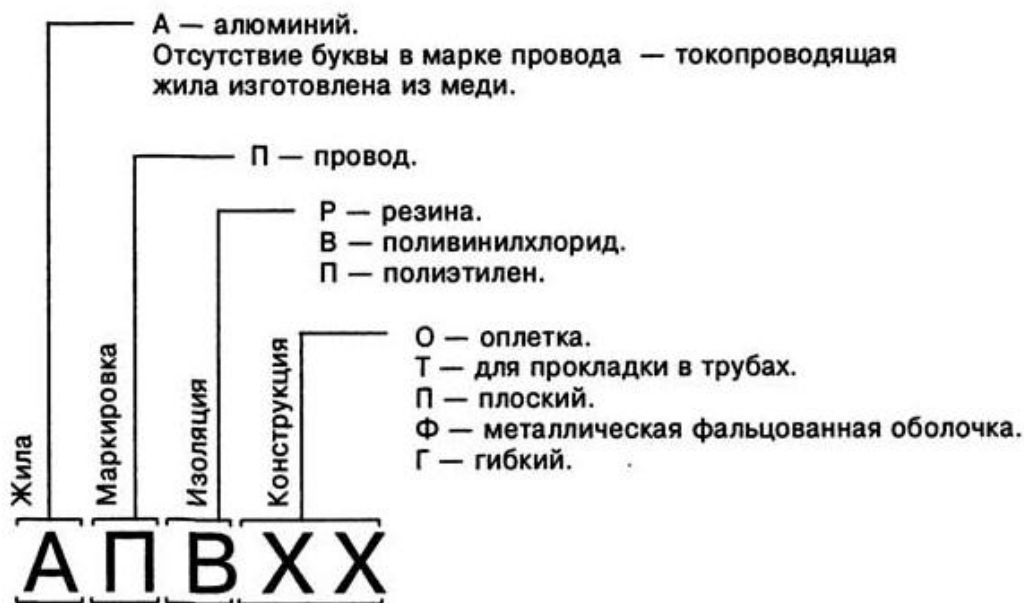 А — алюминий.
Отсутствие буквы в марке провода — токопроводящая
жила изготовлена из меди.
П — провод.
Р — резина.
В — поливинилхлорид.
П — полиэтилен.
О — оплетка.
Т — для прокладки в трубах.
П — плоский.
Ф — металлическая фальцованная оболочка.
Г — гибкий.
Жила
Маркировка
Изоляция
Конструкция
А П В Х Х